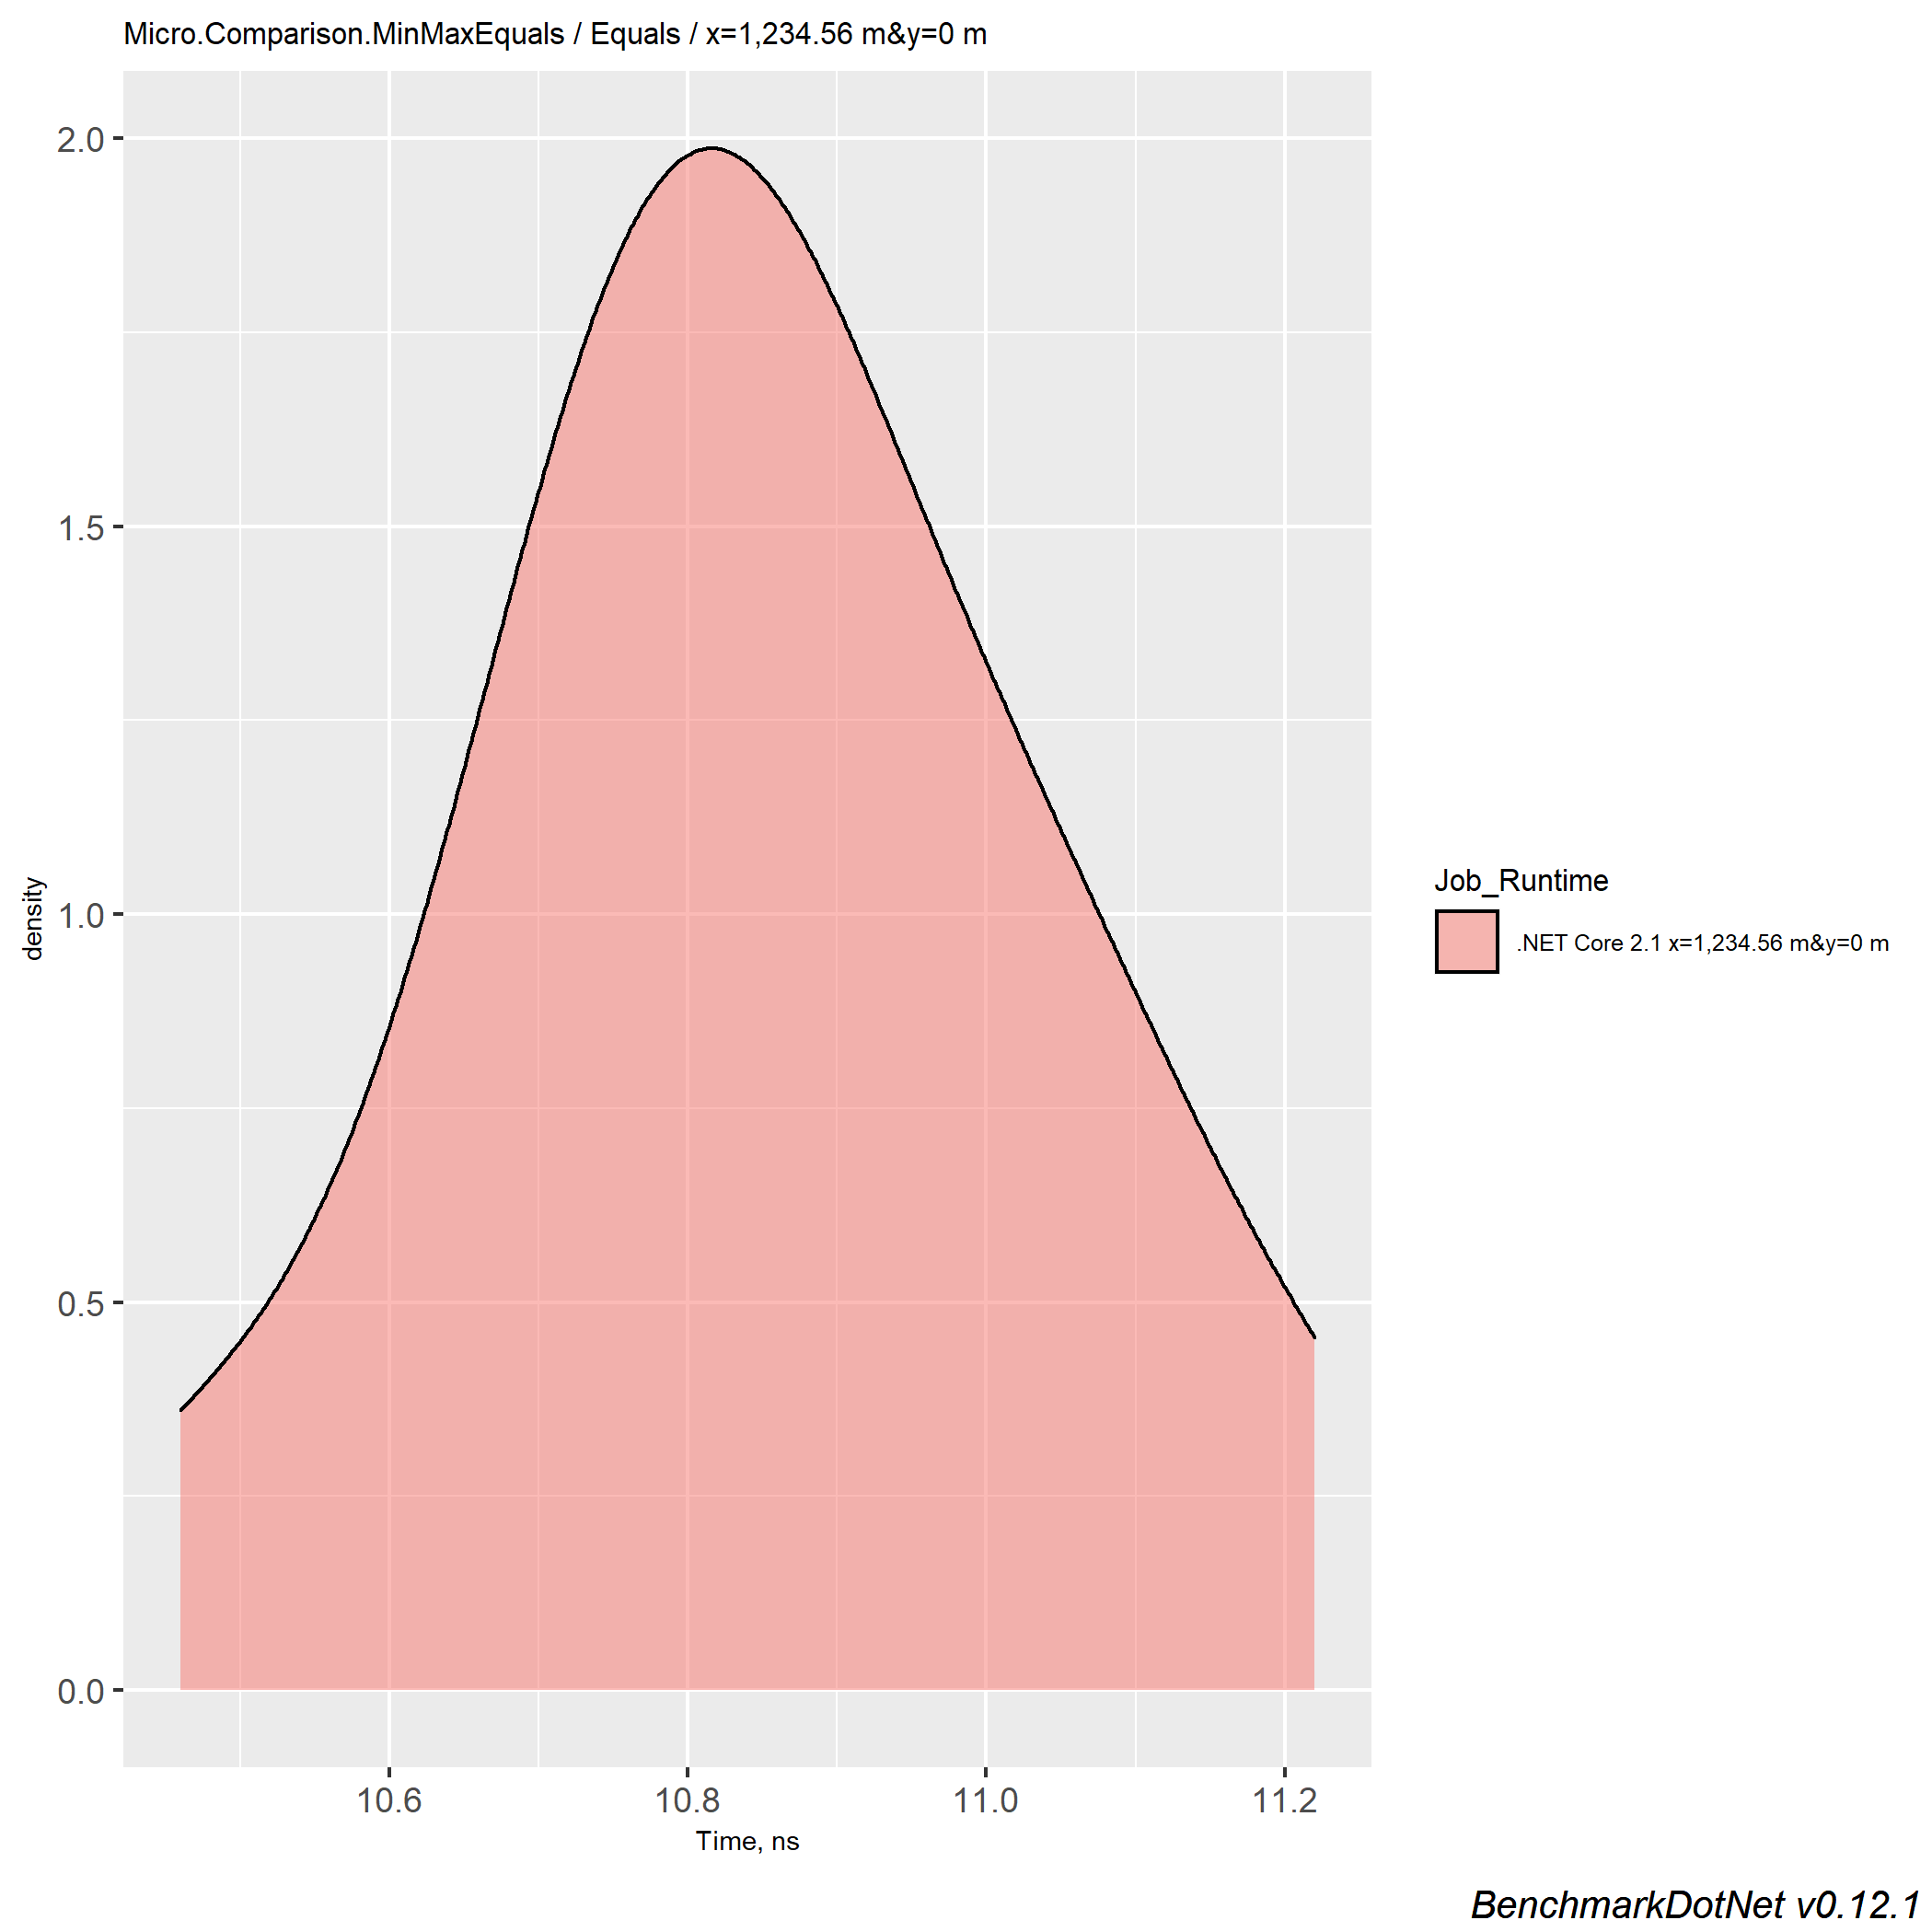 Micro.Comparison.MinMaxEquals / Equals / x=1,234.56 m&y=0 m
2.0
1.5
1.0
0.5
0.0
density
10.6 10.8 11.0 11.2
Time, ns
Job_Runtime
.NET Core 2.1 x=1,234.56 m&y=0 m
BenchmarkDotNet v0.12.1